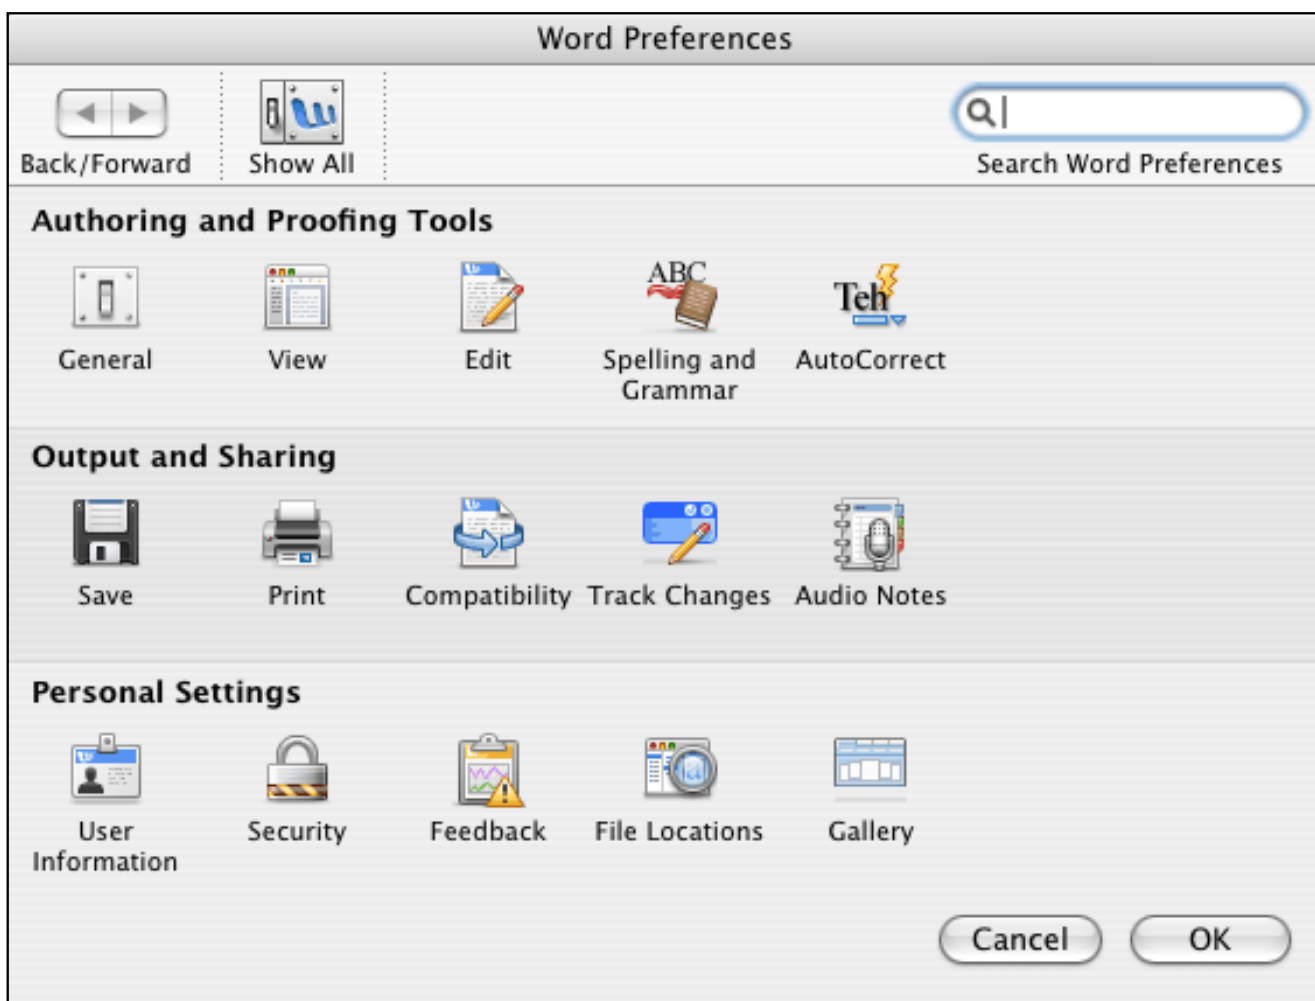 Word Preferences
Back/Forward
Show All
Search Word Preferences
Authoring and Proofing Tools
General
View
Edit
ABC
Spelling and
Grammar
Teh
AutoCorrect
Output and Sharing
Save
Print
Compatibility
Track Changes
Audio Notes
Personal Settings
User
Information
Security
Feedback
File Locations
Gallery
Cancel
OK